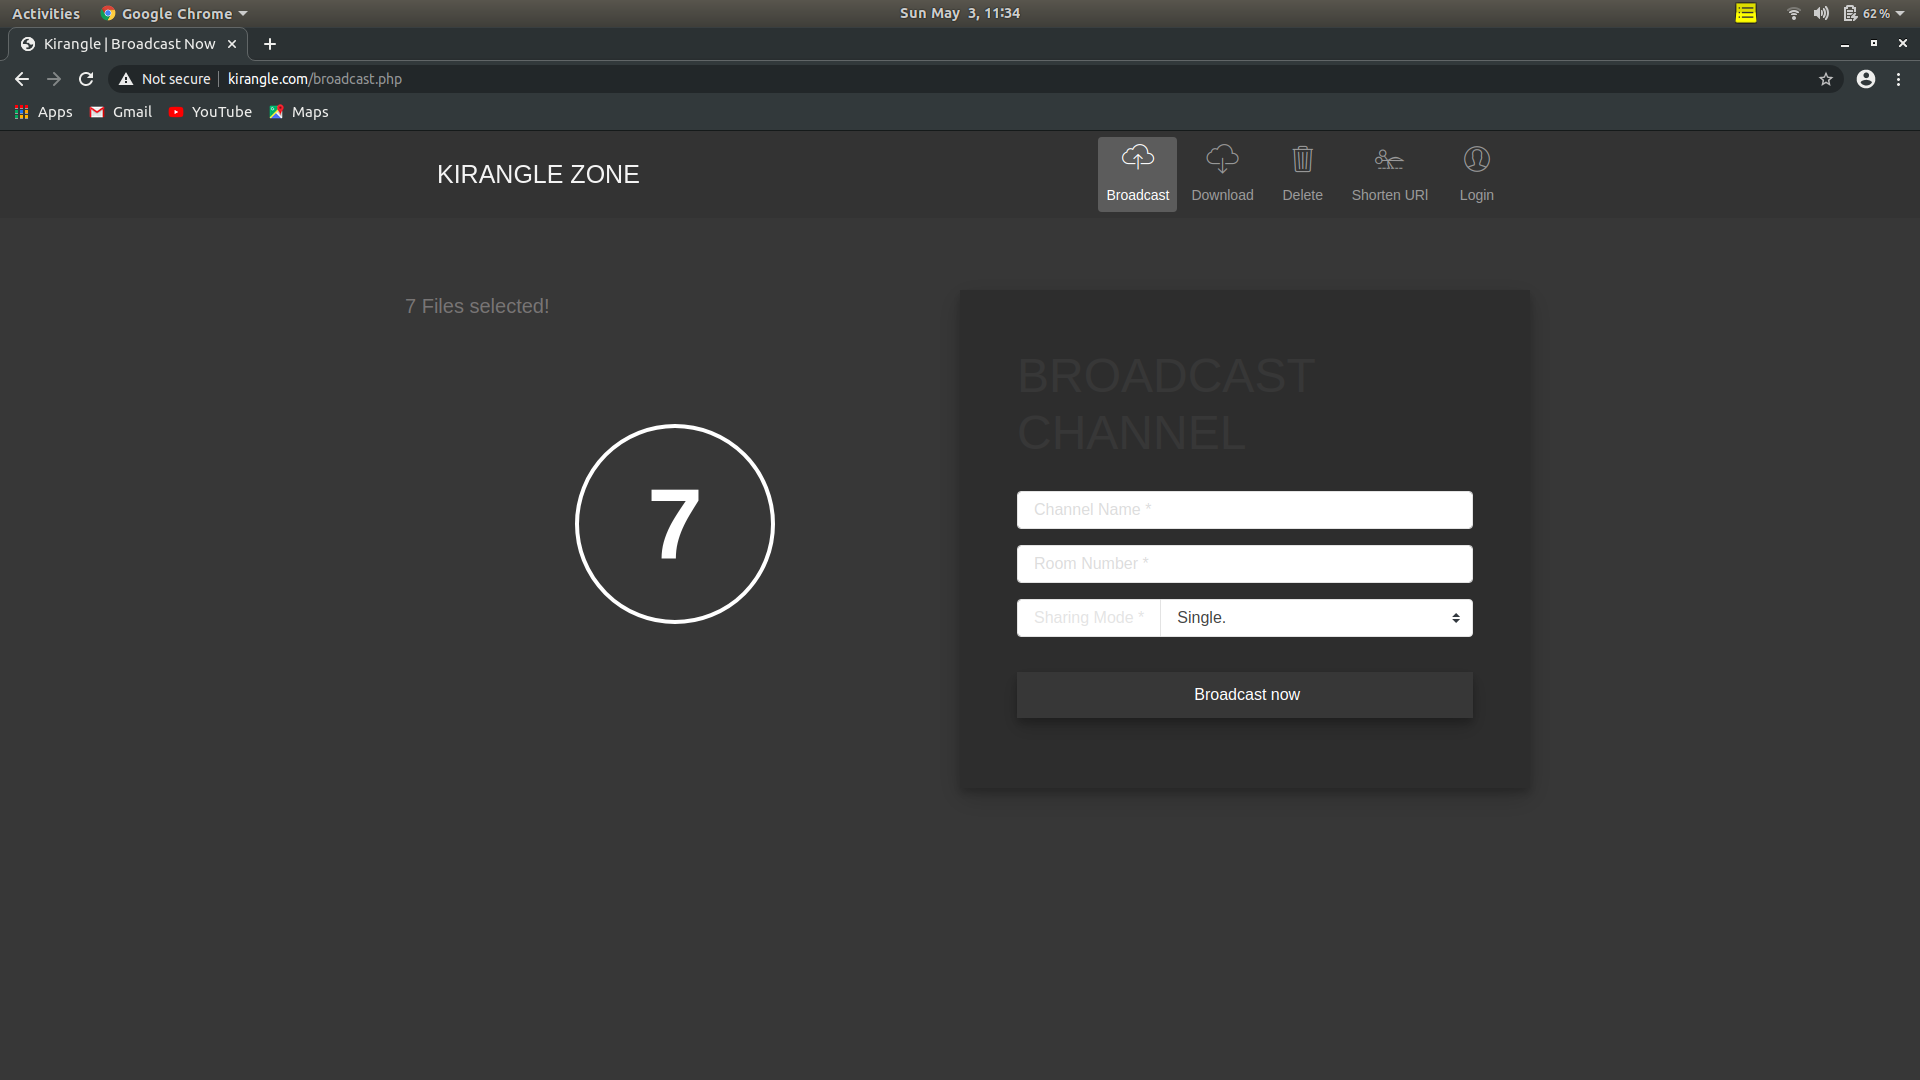 Activities
Google Chrome
Sun May 3, 11:34
62 %
Kirangle | Broadcast Now
Not secure
kirangle.com/broadcast.php
Apps
Gmail
YouTube
Maps
KIRANGLE ZONE
Broadcast
Download
Delete
Shorten URl
Login
7 Files selected!
7
BROADCAST
CHANNEL
Channel Name *
Room Number *
Sharing Mode *
Single.
Broadcast now